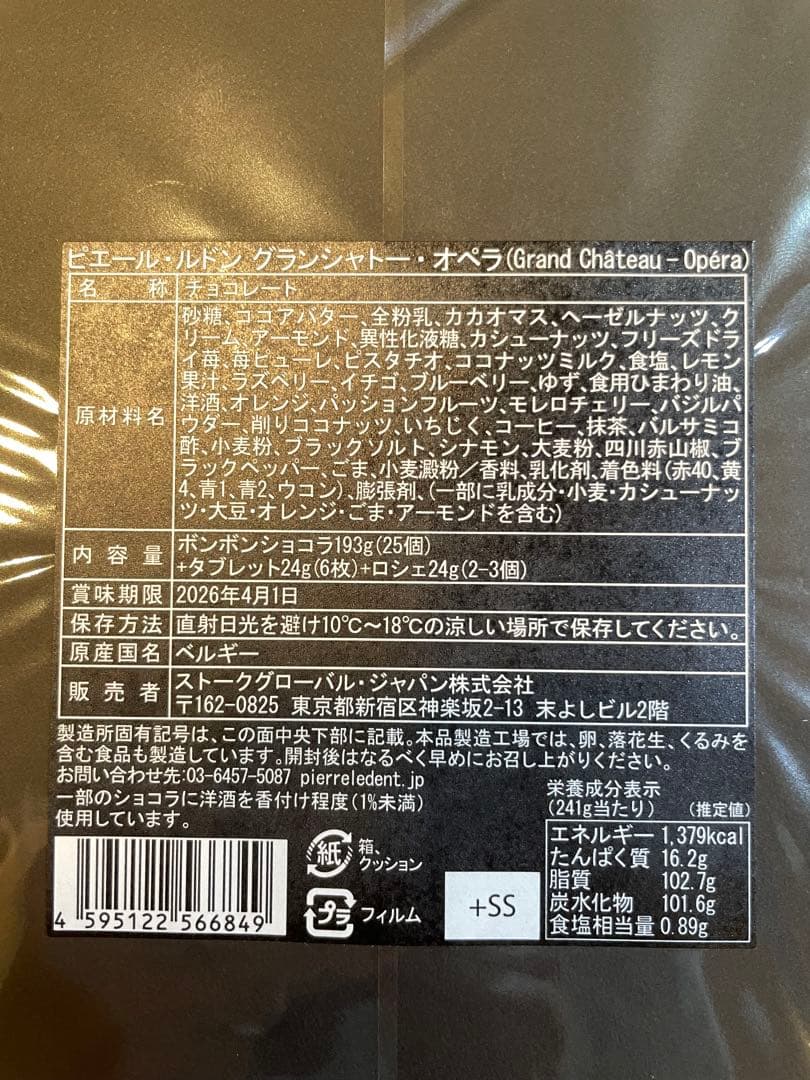 ピエール・ルドン グランシャトー・オペラ(Grand Château – Opéra)
名称 チョコレート
原材料名
砂糖、ココアバター、全粉乳、カカオマス、ヘーゼルナッツ、ク
リーム、アーモンド、異性化液糖、カシューナッツ、フリーズドラ
イ苺、苺ピューレ、ピスタチオ、ココナッツミルク、食塩、レモン
果汁、ラズベリー、イチゴ、ブルーベリー、ゆず、食用ひまわり油、
洋酒、オレンジ、パッションフルーツ、モレロチェリー、バジルパ
ウダー、削りココナッツ、いちじく、コーヒー、抹茶、バルサミコ
酢、小麦粉、ブラックソルト、シナモン、大麦粉、四川赤山椒、ブ
ラックペッパー、ごま、小麦澱粉／香料、乳化剤、着色料(赤40、黄
4、青1、青2、ウコン)、膨張剤、(一部に乳成分・小麦・カシューナッ
ツ・大豆・オレンジ・ごま・アーモンドを含む)
内容量 ボンボンショコラ193g(25個)
+タブレット24g(6枚)+ロシェ24g(2-3個)
賞味期限 2026年4月1日
保存方法 直射日光を避け10℃〜18℃の涼しい場所で保存してください。
原産国名 ベルギー
販売者 ストークグローバル・ジャパン株式会社
〒162-0825 東京都新宿区神楽坂2-13 末よしビル2階
製造所固有記号は、この面中央下部に記載。本品製造工場では、卵、落花生、くるみを
含む食品も製造しています。開封後はなるべく早めにお召し上がりください。
お問い合わせ先:03-6457-5087 pierreledent.jp
一部のショコラに洋酒を香付け程度(1%未満)
使用しています。
栄養成分表示
(241g当たり) (推定値)
エネルギー 1,379kcal
たんぱく質 16.2g
脂質 102.7g
炭水化物 101.6g
食塩相当量 0.89g
4 595122 566849
紙 箱、
クッション
プラ フィルム
+SS